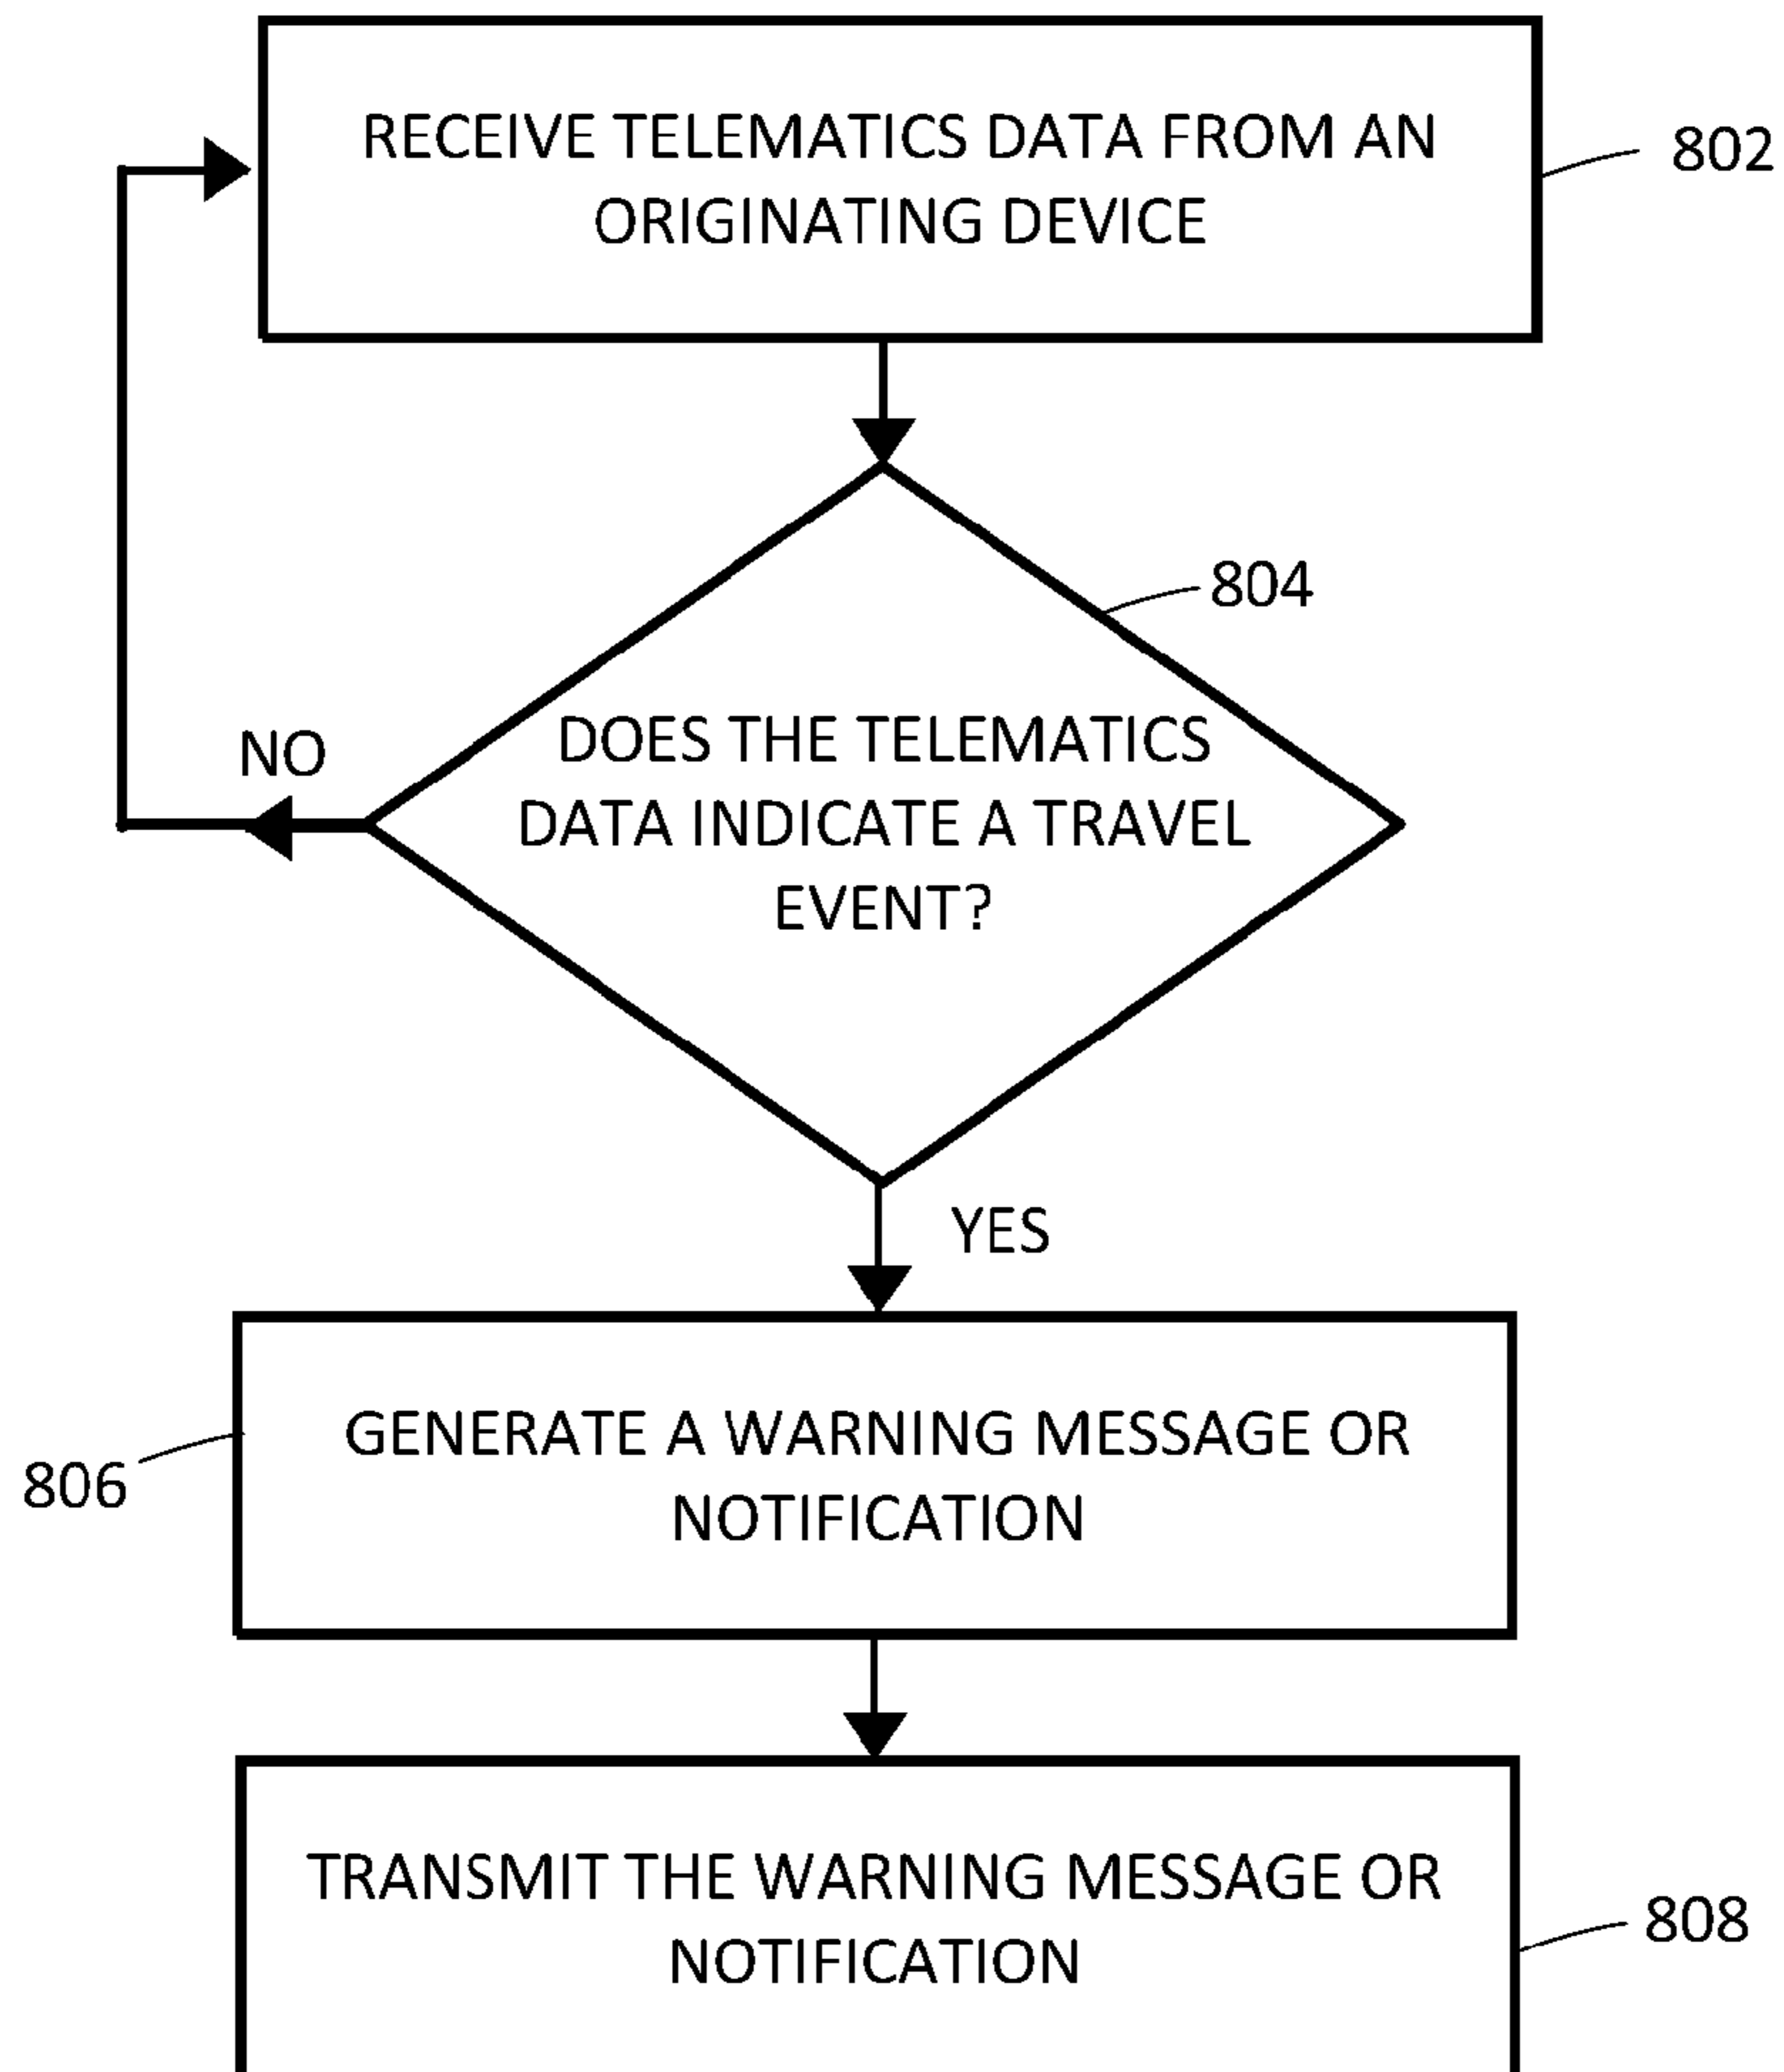 RECEIVE TELEMATICS DATA FROM AN
ORIGINATING DEVICE
802
804
DOES THE TELEMATICS
DATA INDICATE A TRAVEL
EVENT?
NO
YES
GENERATE A WARNING MESSAGE OR
NOTIFICATION
806
TRANSMIT THE WARNING MESSAGE OR
NOTIFICATION
808